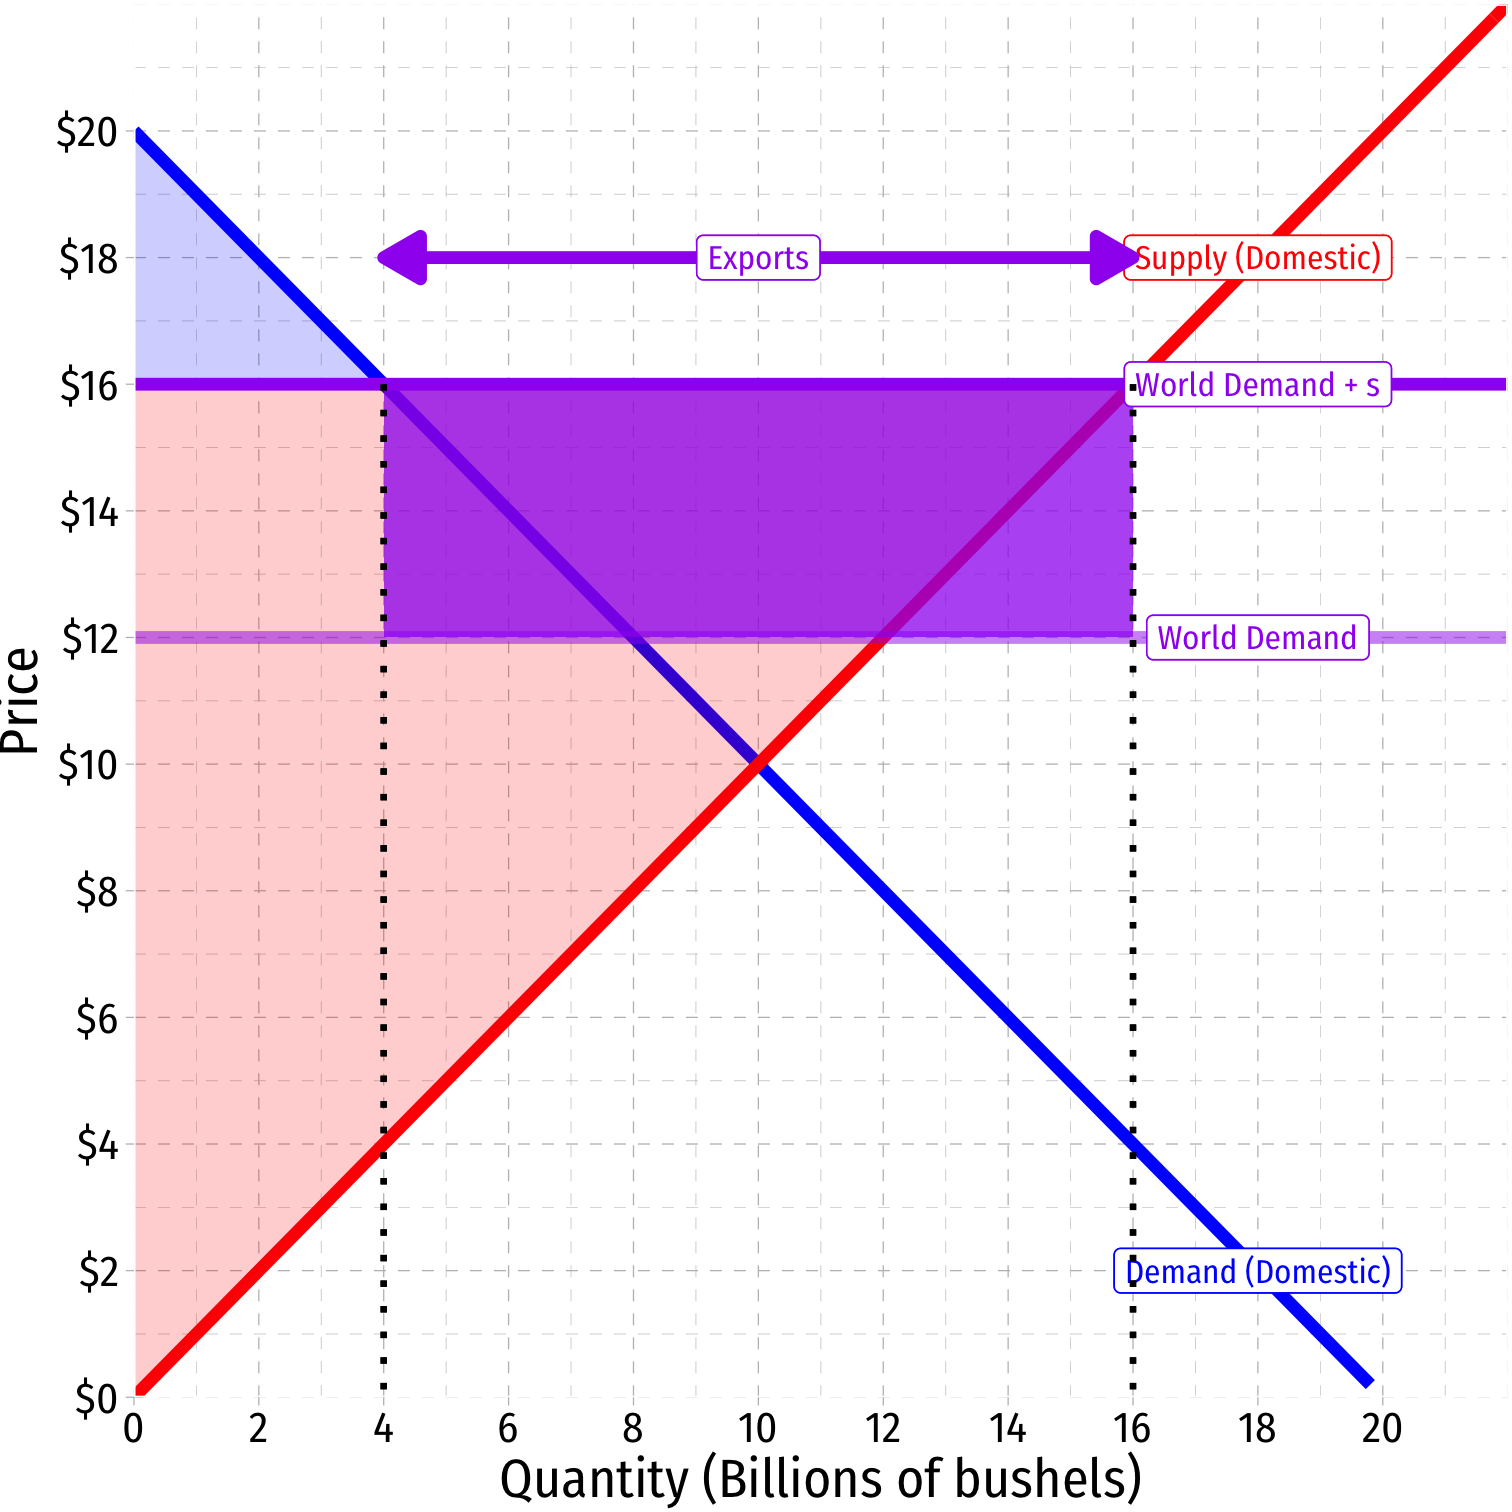 $20
$18
$16
$14
$12
$10
$8
$6
$4
$2
$0
Price
Exports
Supply (Domestic)
World Demand + s
World Demand
Demand (Domestic)
0 2 4 6 8 10 12 14 16 18 20
Quantity (Billions of bushels)